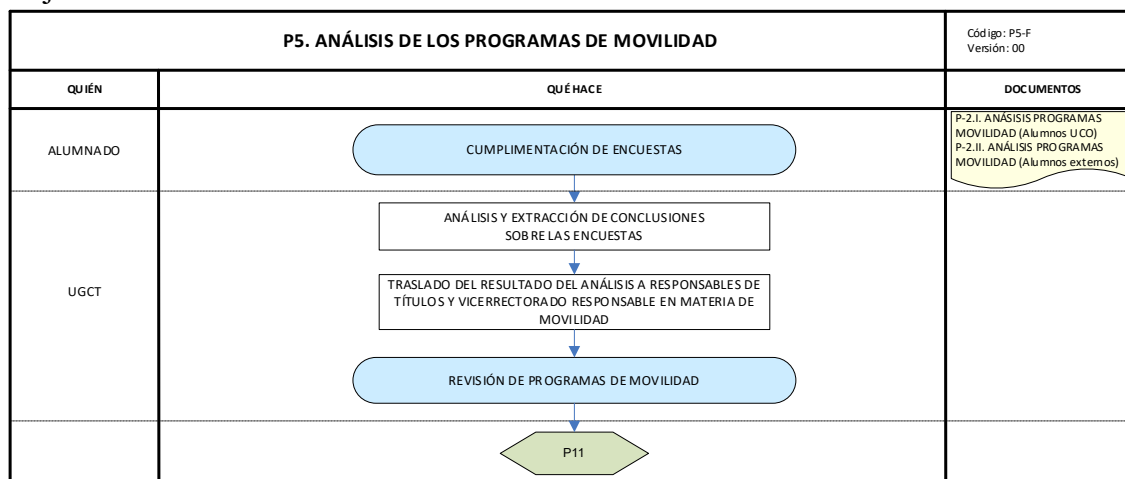 P5. ANÁLISIS DE LOS PROGRAMAS DE MOVILIDAD
Código: P5-F
Versión: 00
QUIÉN
QUÉ HACE
DOCUMENTOS
ALUMNADO
CUMPLIMENTACIÓN DE ENCUESTAS
P-2.I. ANÁSISIS PROGRAMAS
MOVILIDAD (Alumnos UCO)
P-2.II. ANÁLISIS PROGRAMAS
MOVILIDAD (Alumnos externos)
UGCT
ANÁLISIS Y EXTRACCIÓN DE CONCLUSIONES
SOBRE LAS ENCUESTAS
TRASLADO DEL RESULTADO DEL ANÁLISIS A RESPONSABLES DE
TÍTULOS Y VICERRECTORADO RESPONSABLE EN MATERIA DE
MOVILIDAD
REVISIÓN DE PROGRAMAS DE MOVILIDAD
P11